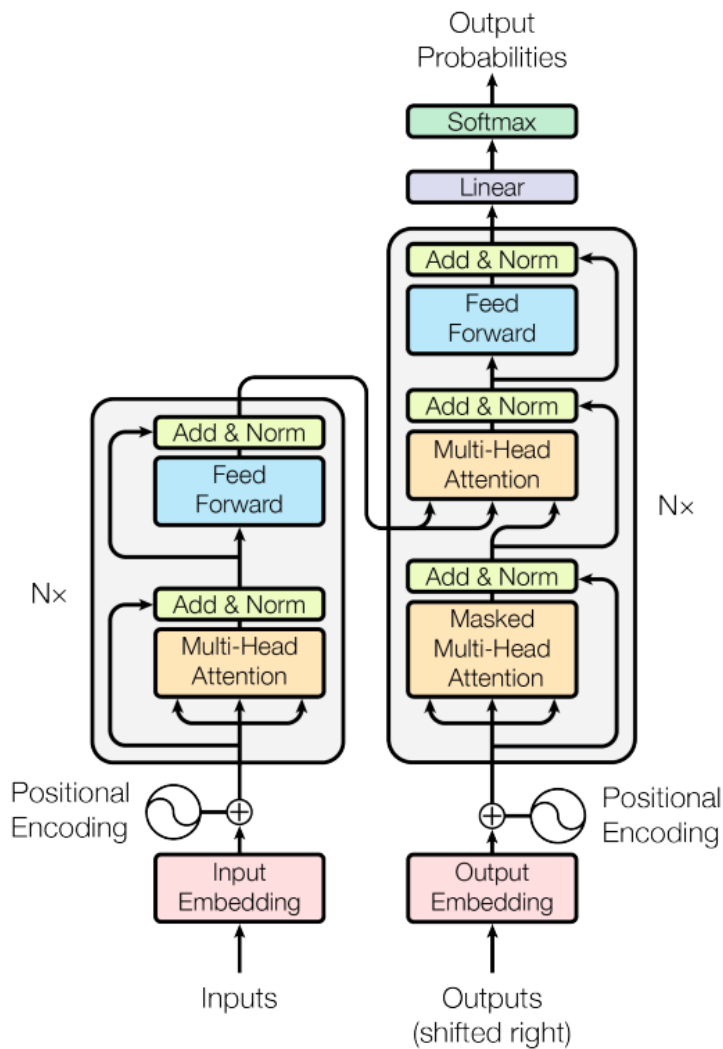 Output
Probabilities
Softmax
Linear
Add & Norm
Feed
Forward
Add & Norm
Multi-Head
Attention
Add & Norm
Masked
Multi-Head
Attention
Nx
Add & Norm
Feed
Forward
Add & Norm
Multi-Head
Attention
Nx
Positional
Encoding
Positional
Encoding
Input
Embedding
Output
Embedding
Inputs
Outputs
(shifted right)